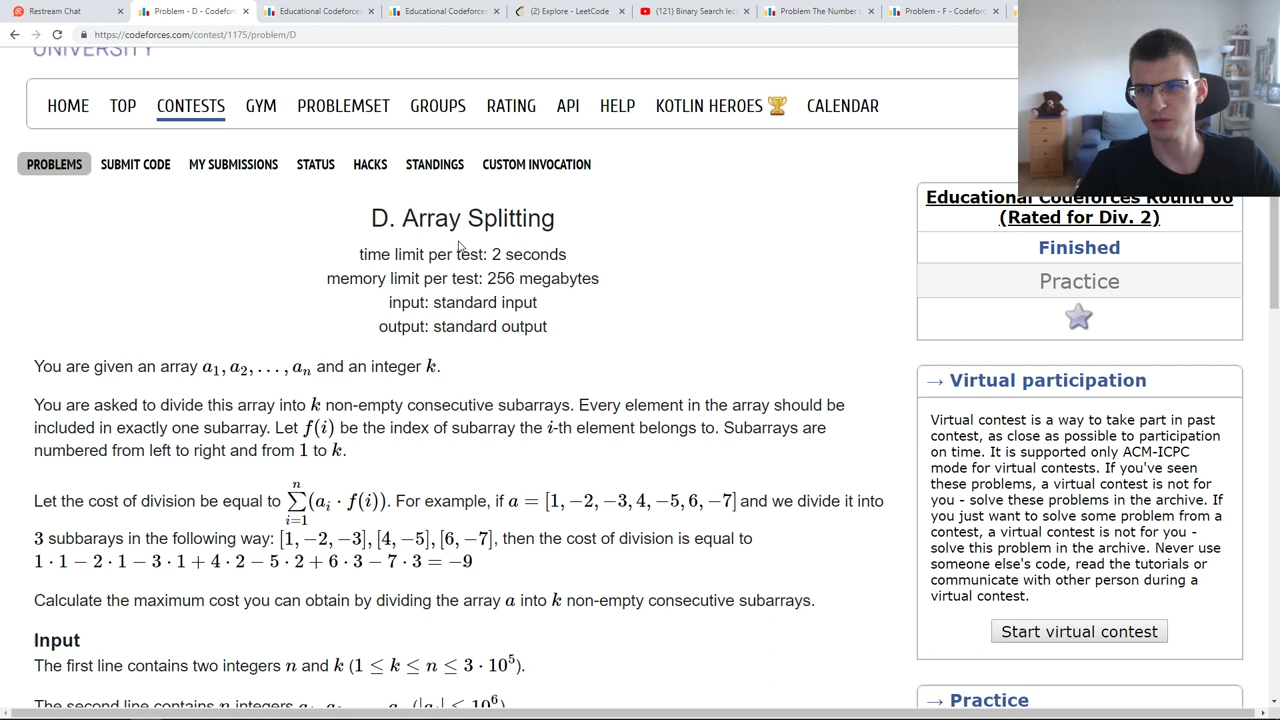 Restream Chat
Problem - D - Codeforc
Educational Codeforces
Educational Codeforces
(2) Explore - LeetCode
(121) Binary Search lec
Problem The Number o
Problem - F - Codeforc
https://codeforces.com/contest/1175/problem/D
UNIVERSITY
HOME TOP CONTESTS GYM PROBLEMSET GROUPS RATING API HELP KOTLIN HEROES CALENDAR
PROBLEMS SUBMIT CODE MY SUBMISSIONS STATUS HACKS STANDINGS CUSTOM INVOCATION
D. Array Splitting
time limit per test: 2 seconds
memory limit per test: 256 megabytes
input: standard input
output: standard output
You are given an array a₁, a₂, …, aₙ and an integer k.
You are asked to divide this array into k non-empty consecutive subarrays. Every element in the array should be
included in exactly one subarray. Let f(i) be the index of subarray the i-th element belongs to. Subarrays are
numbered from left to right and from 1 to k.
Let the cost of division be equal to ∑ᵢ₌₁ⁿ (aᵢ · f(i)). For example, if a = [1, −2, −3, 4, −5, 6, −7] and we divide it into
3 subbarays in the following way: [1, −2, −3], [4, −5], [6, −7], then the cost of division is equal to
1 · 1 − 2 · 1 − 3 · 1 + 4 · 2 − 5 · 2 + 6 · 3 − 7 · 3 = −9
Calculate the maximum cost you can obtain by dividing the array a into k non-empty consecutive subarrays.
Input
The first line contains two integers n and k (1 ≤ k ≤ n ≤ 3 · 10⁵).
The second line contains n integers a₁, a₂, … aₙ (|aᵢ| ≤ 10⁶)
Educational Codeforces Round 66
(Rated for Div. 2)
Finished
Practice
→ Virtual participation
Virtual contest is a way to take part in past
contest, as close as possible to participation
on time. It is supported only ACM-ICPC
mode for virtual contests. If you've seen
these problems, a virtual contest is not for
you - solve these problems in the archive. If
you just want to solve some problem from a
contest, a virtual contest is not for you -
solve this problem in the archive. Never use
someone else's code, read the tutorials or
communicate with other person during a
virtual contest.
Start virtual contest
→ Practice